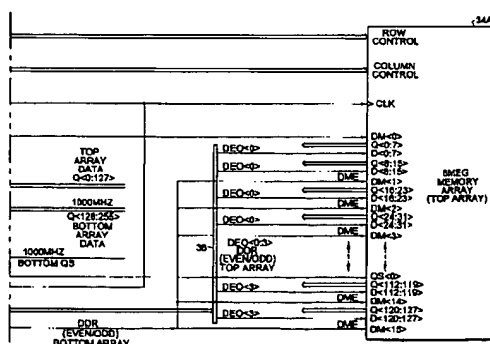 34A
ROW
CONTROL
COLUMN
CONTROL
CLK
DM<0>
DEQ<0>
Q<0:7>
D<0:7>
DEQ<0>
Q<8:15>
D<8:15>
DME
DM<1>
DEQ<0>
Q<16:23>
D<16:23>
DME
DM<2>
DEQ<0>
Q<24:31>
D<24:31>
DME
DM<3>
TOP
ARRAY
DATA
Q<0:127>
1000MHZ
Q<128:255>
BOTTOM
ARRAY
DATA
1000MHZ
BOTTOM QS
36
DEQ<0:3>
DDR
(EVEN/ODD)
TOP ARRAY
8MEG
MEMORY
ARRAY
(TOP ARRAY)
QS<0>
DEQ<3>
Q<112:119>
D<112:119>
DME
DM<14>
DEQ<3>
Q<120:127>
D<120:127>
DME
DM<15>
DDR
(EVEN/ODD)
BOTTOM ARRAY